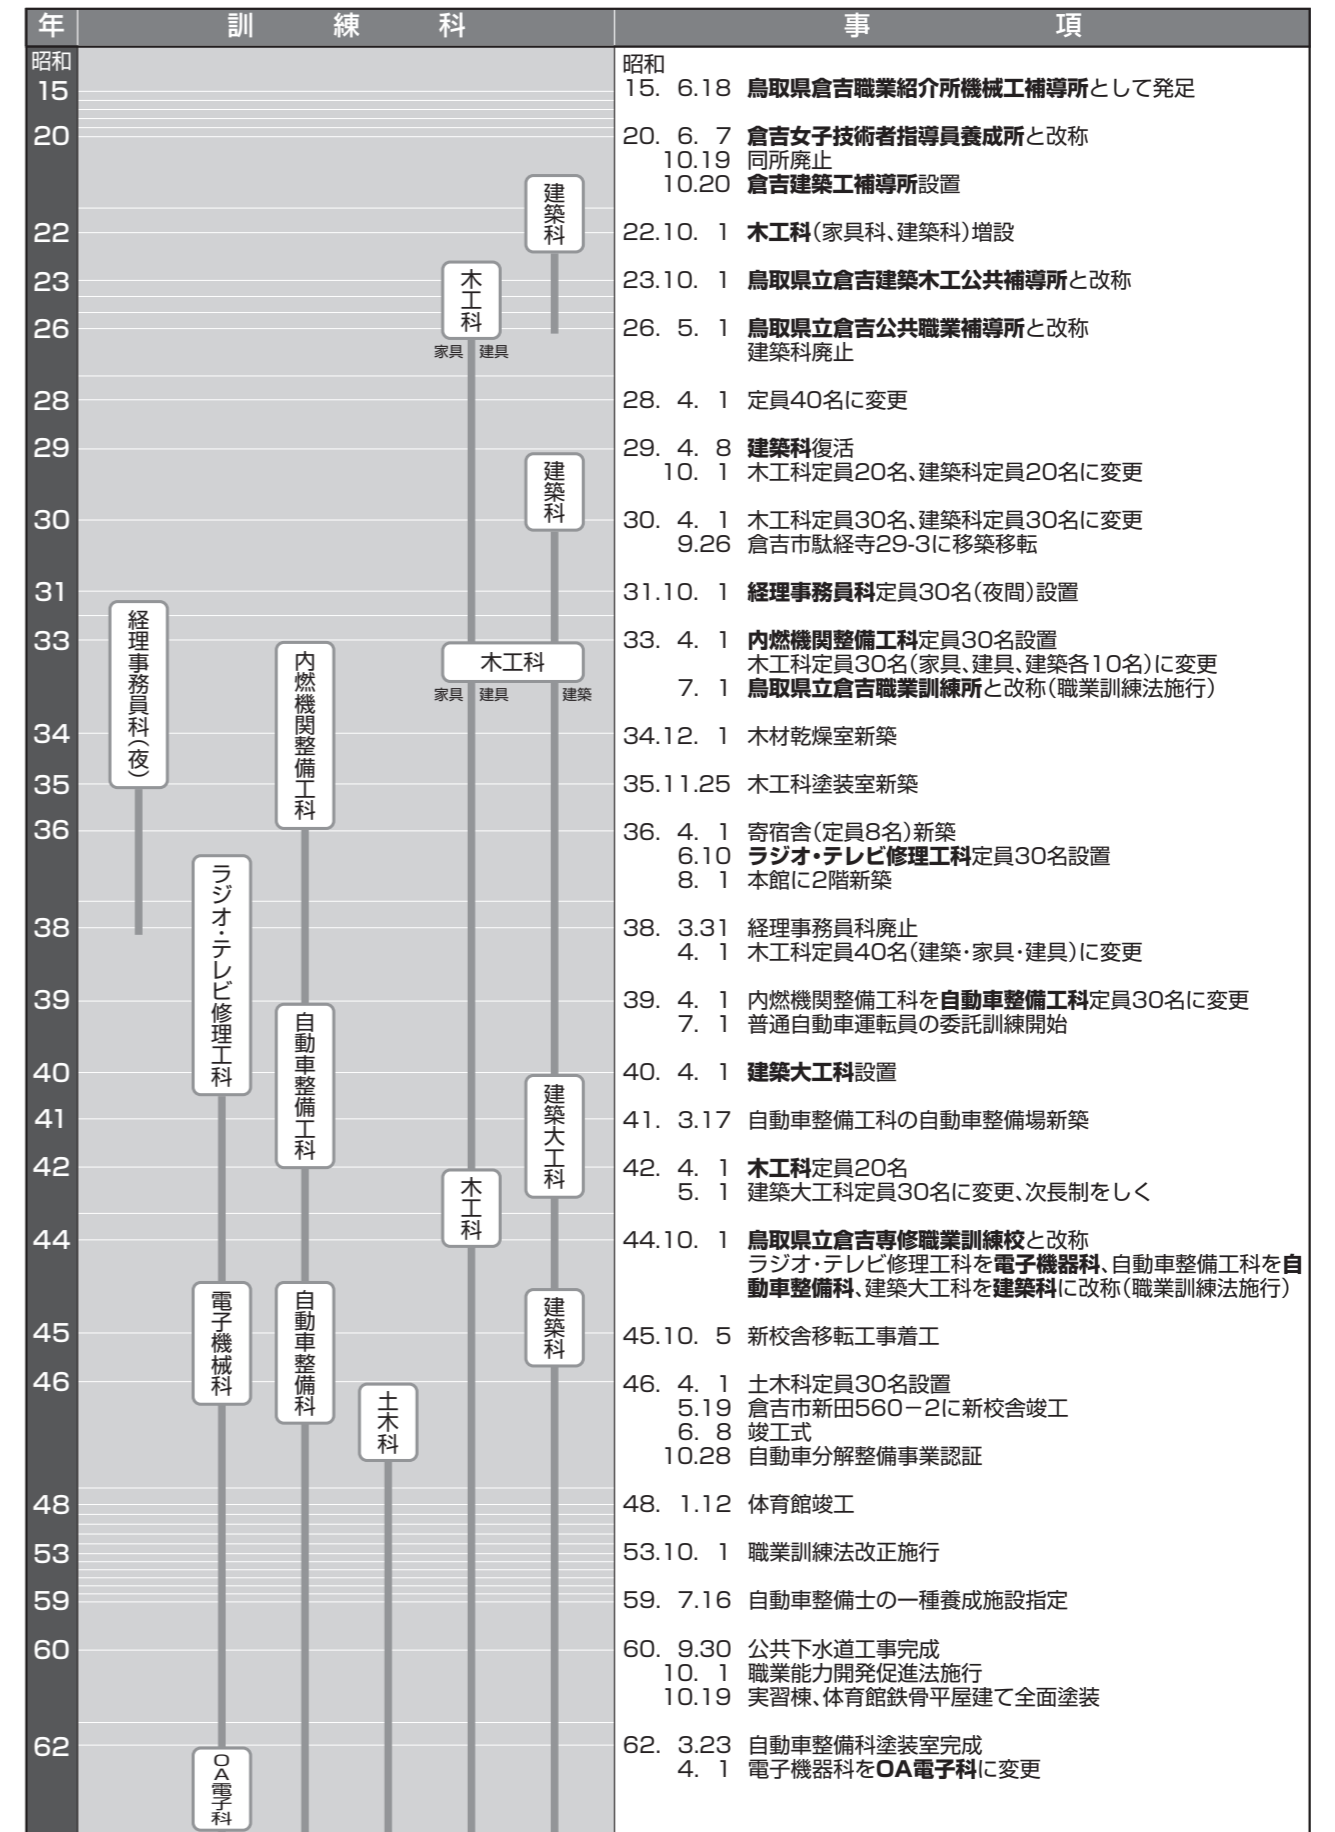 年 訓練科 事項
昭和
15
20
22
23
26
28
29
30
31
33
34
35
36
38
39
40
41
42
44
45
46
48
53
59
60
62
建築科
木工科
家具 建具
建築科
経理事務員科(夜)
内燃機関整備工科
木工科
家具 建具 建築
ラジオ・テレビ修理工科
自動車整備工科
建築大工科
木工科
電子機械科
自動車整備科
建築科
土木科
OA電子科
昭和
15. 6.18 鳥取県倉吉職業紹介所機械工補導所として発足
20. 6. 7 倉吉女子技術者指導員養成所と改称
10.19 同所廃止
10.20 倉吉建築工補導所設置
22.10. 1 木工科(家具科、建築科)増設
23.10. 1 鳥取県立倉吉建築木工公共補導所と改称
26. 5. 1 鳥取県立倉吉公共職業補導所と改称
建築科廃止
28. 4. 1 定員40名に変更
29. 4. 8 建築科復活
10. 1 木工科定員20名、建築科定員20名に変更
30. 4. 1 木工科定員30名、建築科定員30名に変更
9.26 倉吉市駄経寺29-3に移築移転
31.10. 1 経理事務員科定員30名(夜間)設置
33. 4. 1 内燃機関整備工科定員30名設置
木工科定員30名(家具、建具、建築各10名)に変更
7. 1 鳥取県立倉吉職業訓練所と改称(職業訓練法施行)
34.12. 1 木材乾燥室新築
35.11.25 木工科塗装室新築
36. 4. 1 寄宿舎(定員8名)新築
6.10 ラジオ・テレビ修理工科定員30名設置
8. 1 本館に2階新築
38. 3.31 経理事務員科廃止
4. 1 木工科定員40名(建築・家具・建具)に変更
39. 4. 1 内燃機関整備工科を自動車整備工科定員30名に変更
7. 1 普通自動車運転員の委託訓練開始
40. 4. 1 建築大工科設置
41. 3.17 自動車整備工科の自動車整備場新築
42. 4. 1 木工科定員20名
5. 1 建築大工科定員30名に変更、次長制をしく
44.10. 1 鳥取県立倉吉専修職業訓練校と改称
ラジオ・テレビ修理工科を電子機器科、自動車整備工科を自
動車整備科、建築大工科を建築科に改称(職業訓練法施行)
45.10. 5 新校舎移転工事着工
46. 4. 1 土木科定員30名設置
5.19 倉吉市新田560−2に新校舎竣工
6. 8 竣工式
10.28 自動車分解整備事業認証
48. 1.12 体育館竣工
53.10. 1 職業訓練法改正施行
59. 7.16 自動車整備士の一種養成施設指定
60. 9.30 公共下水道工事完成
10. 1 職業能力開発促進法施行
10.19 実習棟、体育館鉄骨平屋建て全面塗装
62. 3.23 自動車整備科塗装室完成
4. 1 電子機器科をOA電子科に変更